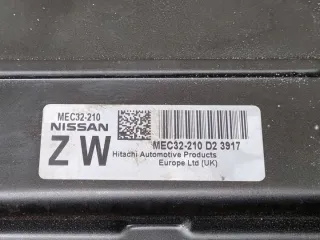 MEC32-210
NISSAN
Z W
MEC32-210 D2 3917
Hitachi Automotive Products
Europe Ltd (UK)